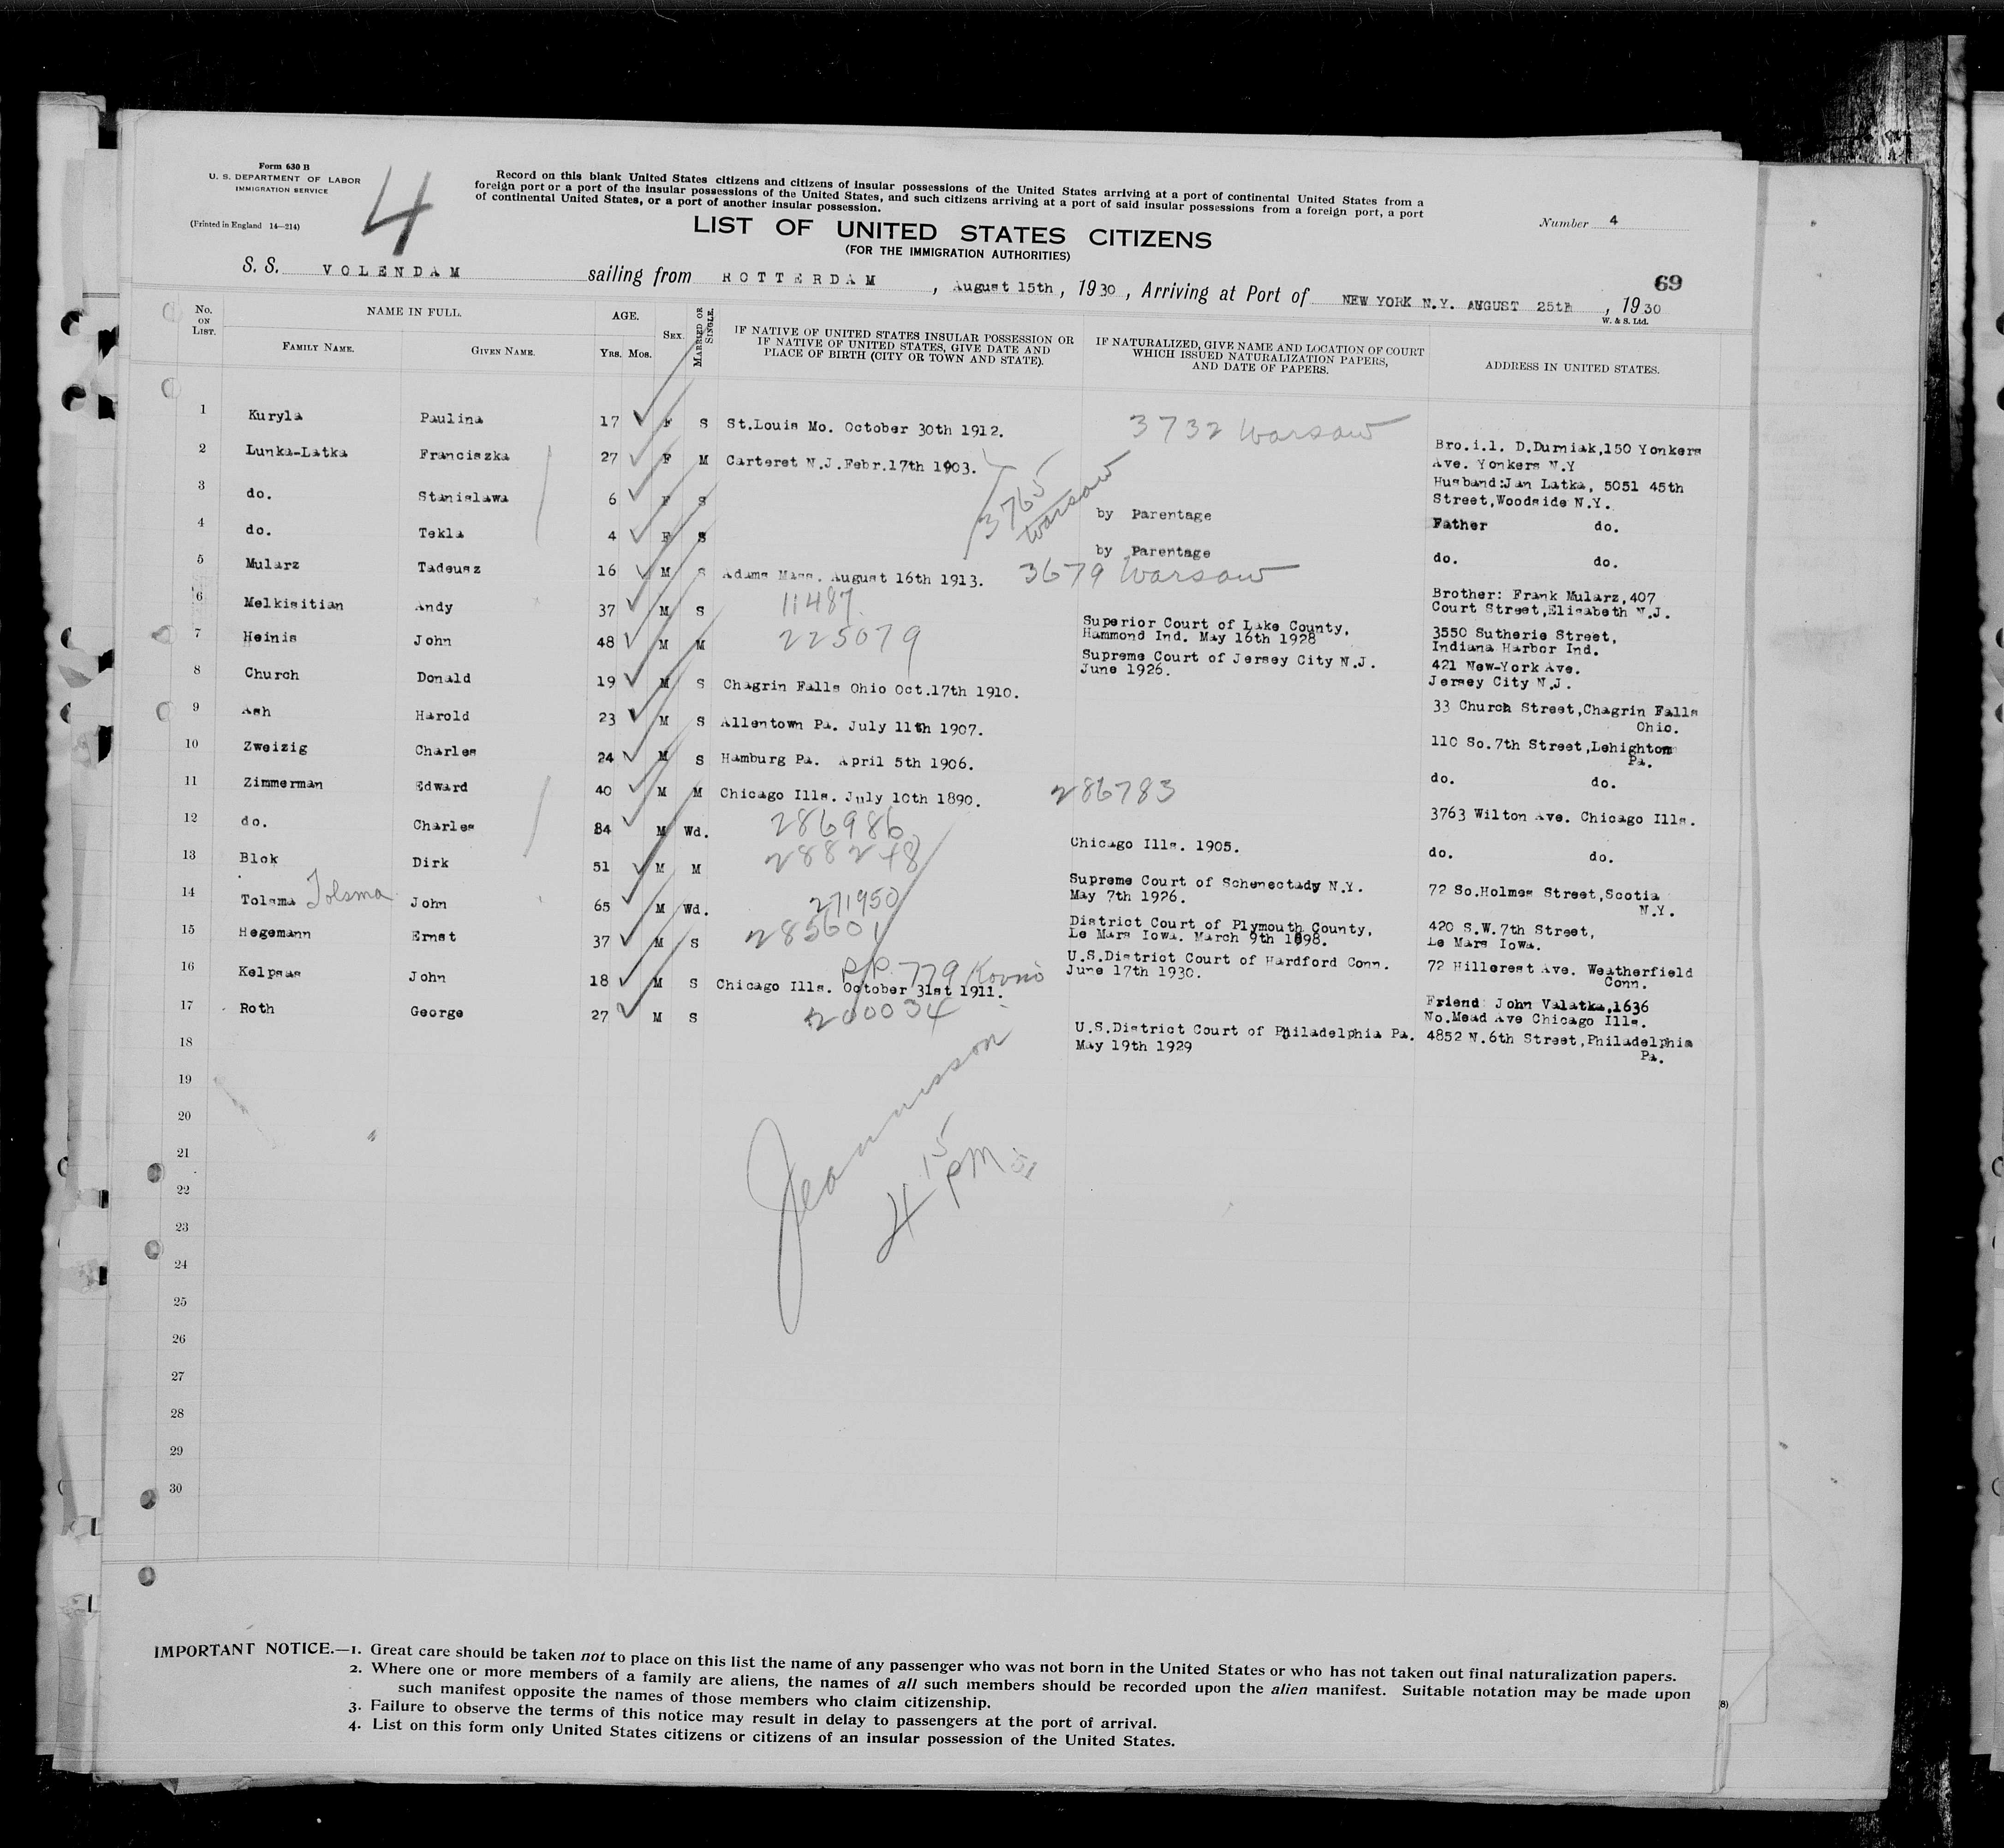 Form 630 B
U. S. DEPARTMENT OF LABOR
IMMIGRATION SERVICE
(Printed in England 14—214)
4
Record on this blank United States citizens and citizens of insular possessions of the United States arriving at a port of continental United States from a
foreign port or a port of the insular possessions of the United States, and such citizens arriving at a port of said insular possessions from a foreign port, a port
of continental United States, or a port of another insular possession.
LIST OF UNITED STATES CITIZENS
(FOR THE IMMIGRATION AUTHORITIES)
Number 4
69
S. S. VOLENDAM sailing from ROTTERDAM, August 15th, 1930, Arriving at Port of NEW YORK N.Y. AUGUST 25th, 1930
W. & S. Ltd.
No. ON LIST.
NAME IN FULL.
FAMILY NAME. GIVEN NAME.
AGE.
YRS. MOS.
SEX.
MARRIED OR SINGLE.
IF NATIVE OF UNITED STATES INSULAR POSSESSION OR
IF NATIVE OF UNITED STATES, GIVE DATE AND
PLACE OF BIRTH (CITY OR TOWN AND STATE).
IF NATURALIZED, GIVE NAME AND LOCATION OF COURT
WHICH ISSUED NATURALIZATION PAPERS,
AND DATE OF PAPERS.
ADDRESS IN UNITED STATES.
1 Kuryla Paulina 17 F S St.Louis Mo. October 30th 1912. 3732 Warsaw
Bro.i.l. D.Durniak,150 Yonkers
Ave. Yonkers N.Y
2 Lunka-Latka Franciszka 27 F M Carteret N.J.Febr.17th 1903.
3765 Warsaw
Husband:Jan Latka, 5051 45th
Street,Woodside N.Y.
3 do. Stanislawa 6 F S by Parentage
Father do.
4 do. Tekla 4 F S by Parentage
do. do.
5 Mularz Tadeusz 16 M S Adams Mass. August 16th 1913. 3679 Warsaw
Brother: Frank Mularz,407
Court Street,Elisabeth N.J.
6 Melkisitian Andy 37 M S 11487
Superior Court of Lake County,
Hammond Ind. May 16th 1928
3550 Sutherie Street,
Indiana Harbor Ind.
7 Heinis John 48 M M 225079
Supreme Court of Jersey City N.J.
June 1926.
421 New-York Ave.
Jersey City N.J.
8 Church Donald 19 M S Chagrin Falls Ohio Oct.17th 1910.
33 Church Street,Chagrin Falls
Ohio.
9 Ash Harold 23 M S Allentown Pa. July 11th 1907.
110 So.7th Street,Lehighton
Pa.
10 Zweizig Charles 24 M S Hamburg Pa. April 5th 1906.
do. do.
11 Zimmerman Edward 40 M M Chicago Ills. July 10th 1890. 286783
3763 Wilton Ave. Chicago Ills.
12 do. Charles 84 M Wd. 286986
Chicago Ills. 1905.
do. do.
13 Blok Dirk 51 M M 288248
Supreme Court of Schenectady N.Y.
May 7th 1926.
72 So.Holmes Street,Scotia
N.Y.
14 Tolsma Tolsma John 65 M Wd. 271950
District Court of Plymouth County,
Le Mars Iowa. March 9th 1898.
420 S.W.7th Street,
Le Mars Iowa.
15 Hegemann Ernst 37 M S 285601
U.S.District Court of Hardford Conn.
June 17th 1930.
72 Hillcrest Ave. Weatherfield
Conn.
16 Kelpsas John 18 M S P.P. 779 Kovno
Chicago Ills. October 31st 1911.
Friend John Valatka,1636
No.Mead Ave Chicago Ills.
17 Roth George 27 M S 200034
U.S.District Court of Philadelphia Pa.
May 19th 1929
4852 N.6th Street,Philadelphia
Pa.
18
19
20
21
22
23
24
25
26
27
28
29
30
4 15 PM
IMPORTANT NOTICE.—1. Great care should be taken not to place on this list the name of any passenger who was not born in the United States or who has not taken out final naturalization papers.
2. Where one or more members of a family are aliens, the names of all such members should be recorded upon the alien manifest. Suitable notation may be made upon
such manifest opposite the names of those members who claim citizenship.
3. Failure to observe the terms of this notice may result in delay to passengers at the port of arrival.
4. List on this form only United States citizens or citizens of an insular possession of the United States.
(8)